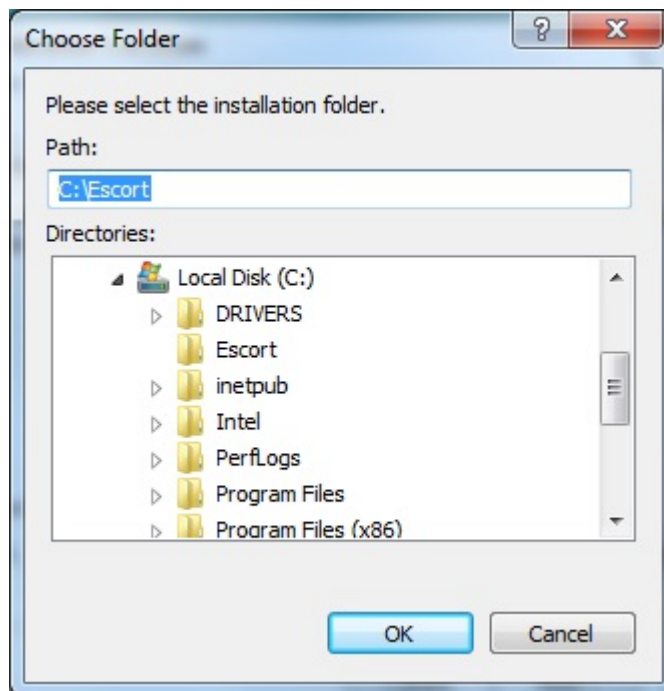 Choose Folder
Please select the installation folder.
Path:
C:\Escort
Directories:
Local Disk (C:)
DRIVERS
Escort
inetpub
Intel
PerfLogs
Program Files
Program Files (x86)
OK Cancel